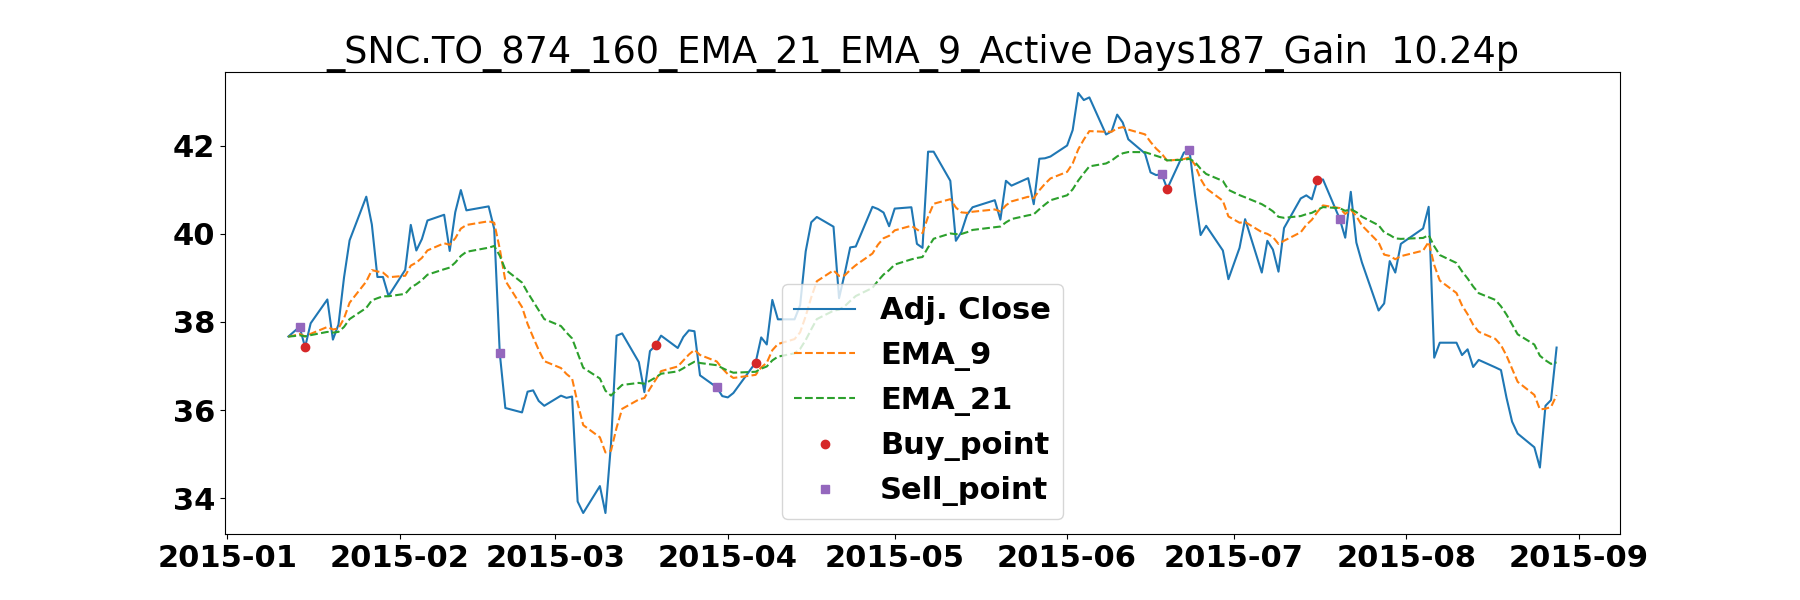 _SNC.TO_874_160_EMA_21_EMA_9_Active Days187_Gain  10.24p
42
40
38
36
34
Adj. Close
EMA_9
EMA_21
Buy_point
Sell_point
2015-01 2015-02 2015-03 2015-04 2015-05 2015-06 2015-07 2015-08 2015-09